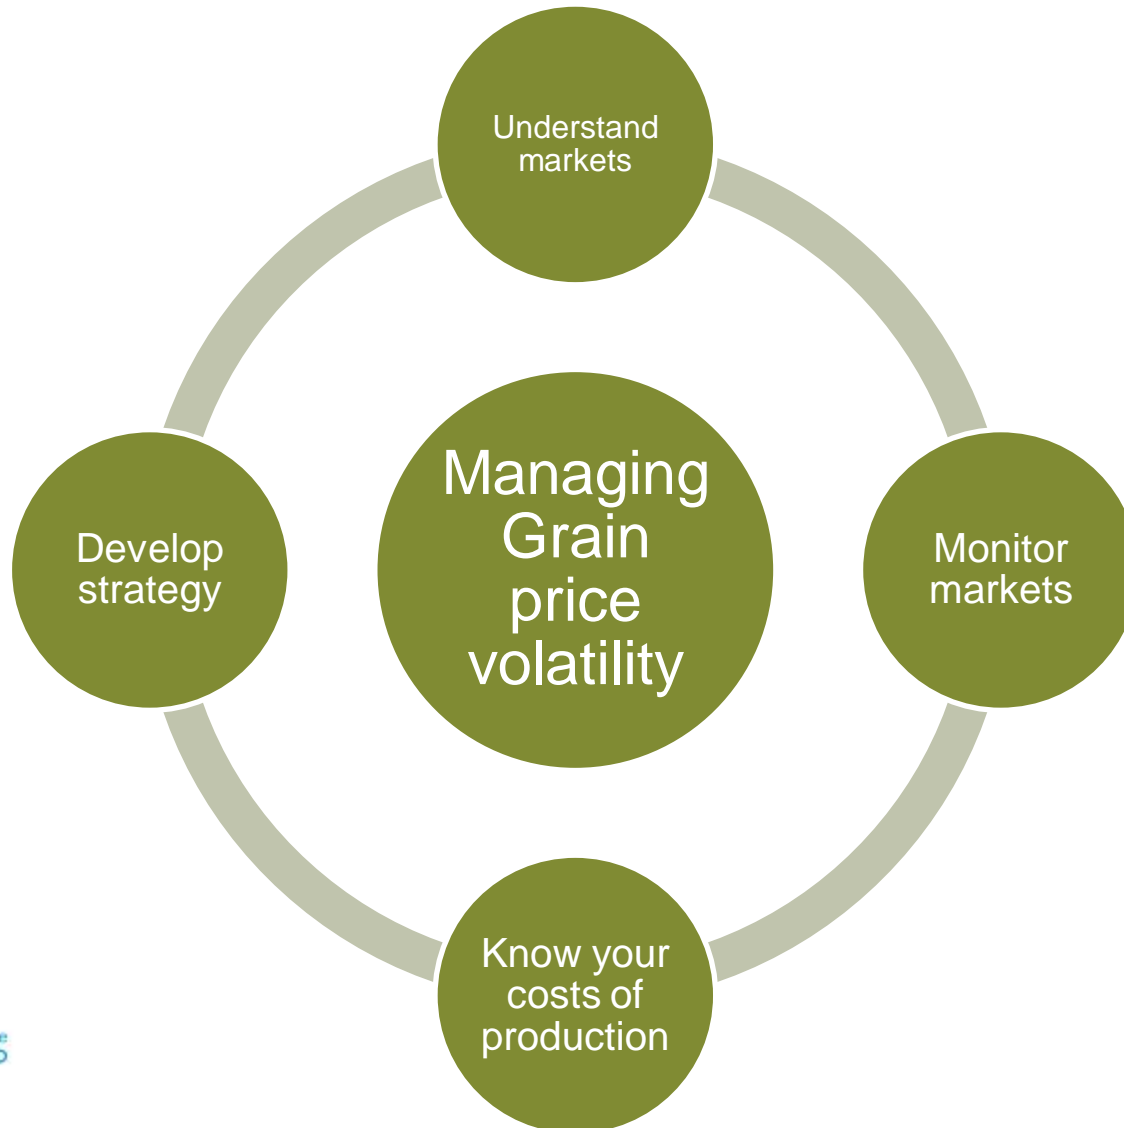 Understand
markets
Develop
strategy
Managing
Grain
price
volatility
Monitor
markets
Know your
costs of
production